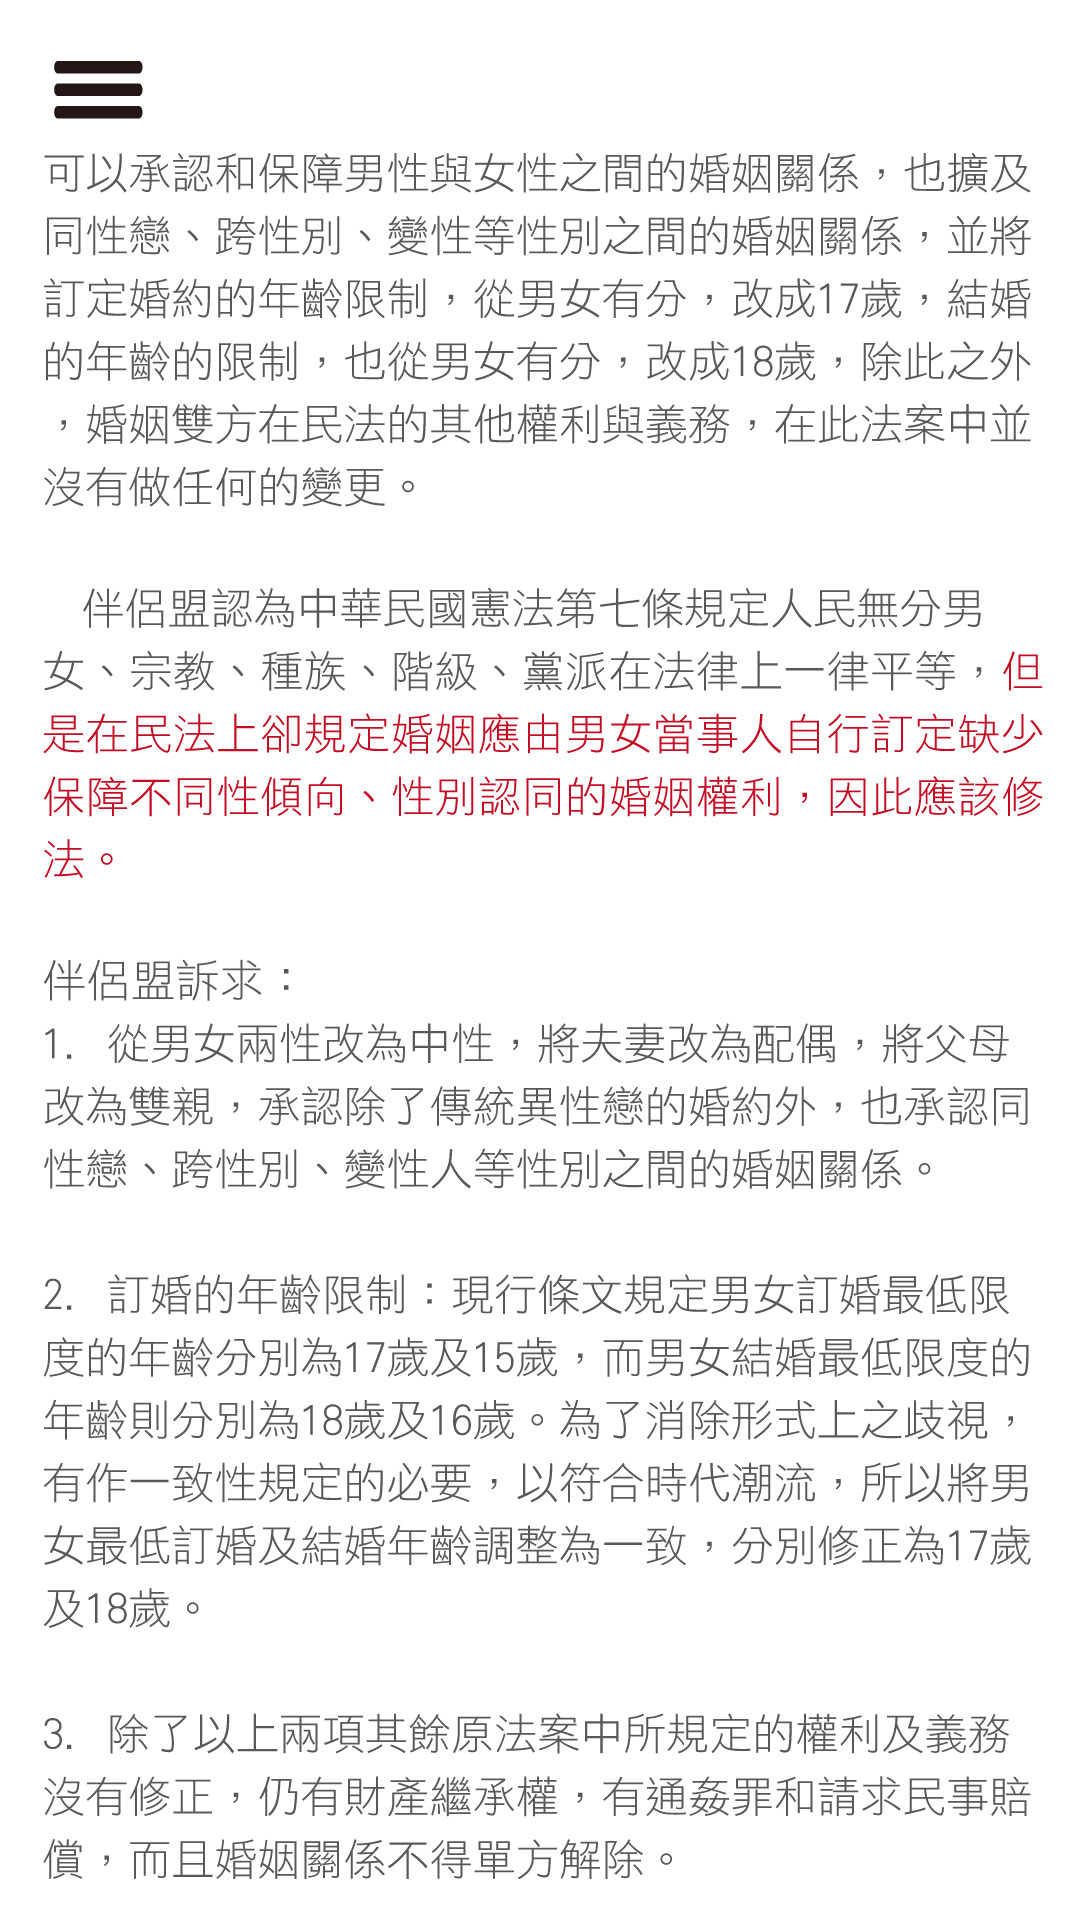 可以承認和保障男性與女性之間的婚姻關係，也擴及
同性戀、跨性別、變性等性別之間的婚姻關係，並將
訂定婚約的年齡限制，從男女有分，改成17歲，結婚
的年齡的限制，也從男女有分，改成18歲，除此之外
，婚姻雙方在民法的其他權利與義務，在此法案中並
沒有做任何的變更。
伴侶盟認為中華民國憲法第七條規定人民無分男
女、宗教、種族、階級、黨派在法律上一律平等，但
是在民法上卻規定婚姻應由男女當事人自行訂定缺少
保障不同性傾向、性別認同的婚姻權利，因此應該修
法。
伴侶盟訴求：
1. 從男女兩性改為中性，將夫妻改為配偶，將父母
改為雙親，承認除了傳統異性戀的婚約外，也承認同
性戀、跨性別、變性人等性別之間的婚姻關係。
2. 訂婚的年齡限制：現行條文規定男女訂婚最低限
度的年齡分別為17歲及15歲，而男女結婚最低限度的
年齡則分別為18歲及16歲。為了消除形式上之歧視，
有作一致性規定的必要，以符合時代潮流，所以將男
女最低訂婚及結婚年齡調整為一致，分別修正為17歲
及18歲。
3. 除了以上兩項其餘原法案中所規定的權利及義務
沒有修正，仍有財產繼承權，有通姦罪和請求民事賠
償，而且婚姻關係不得單方解除。